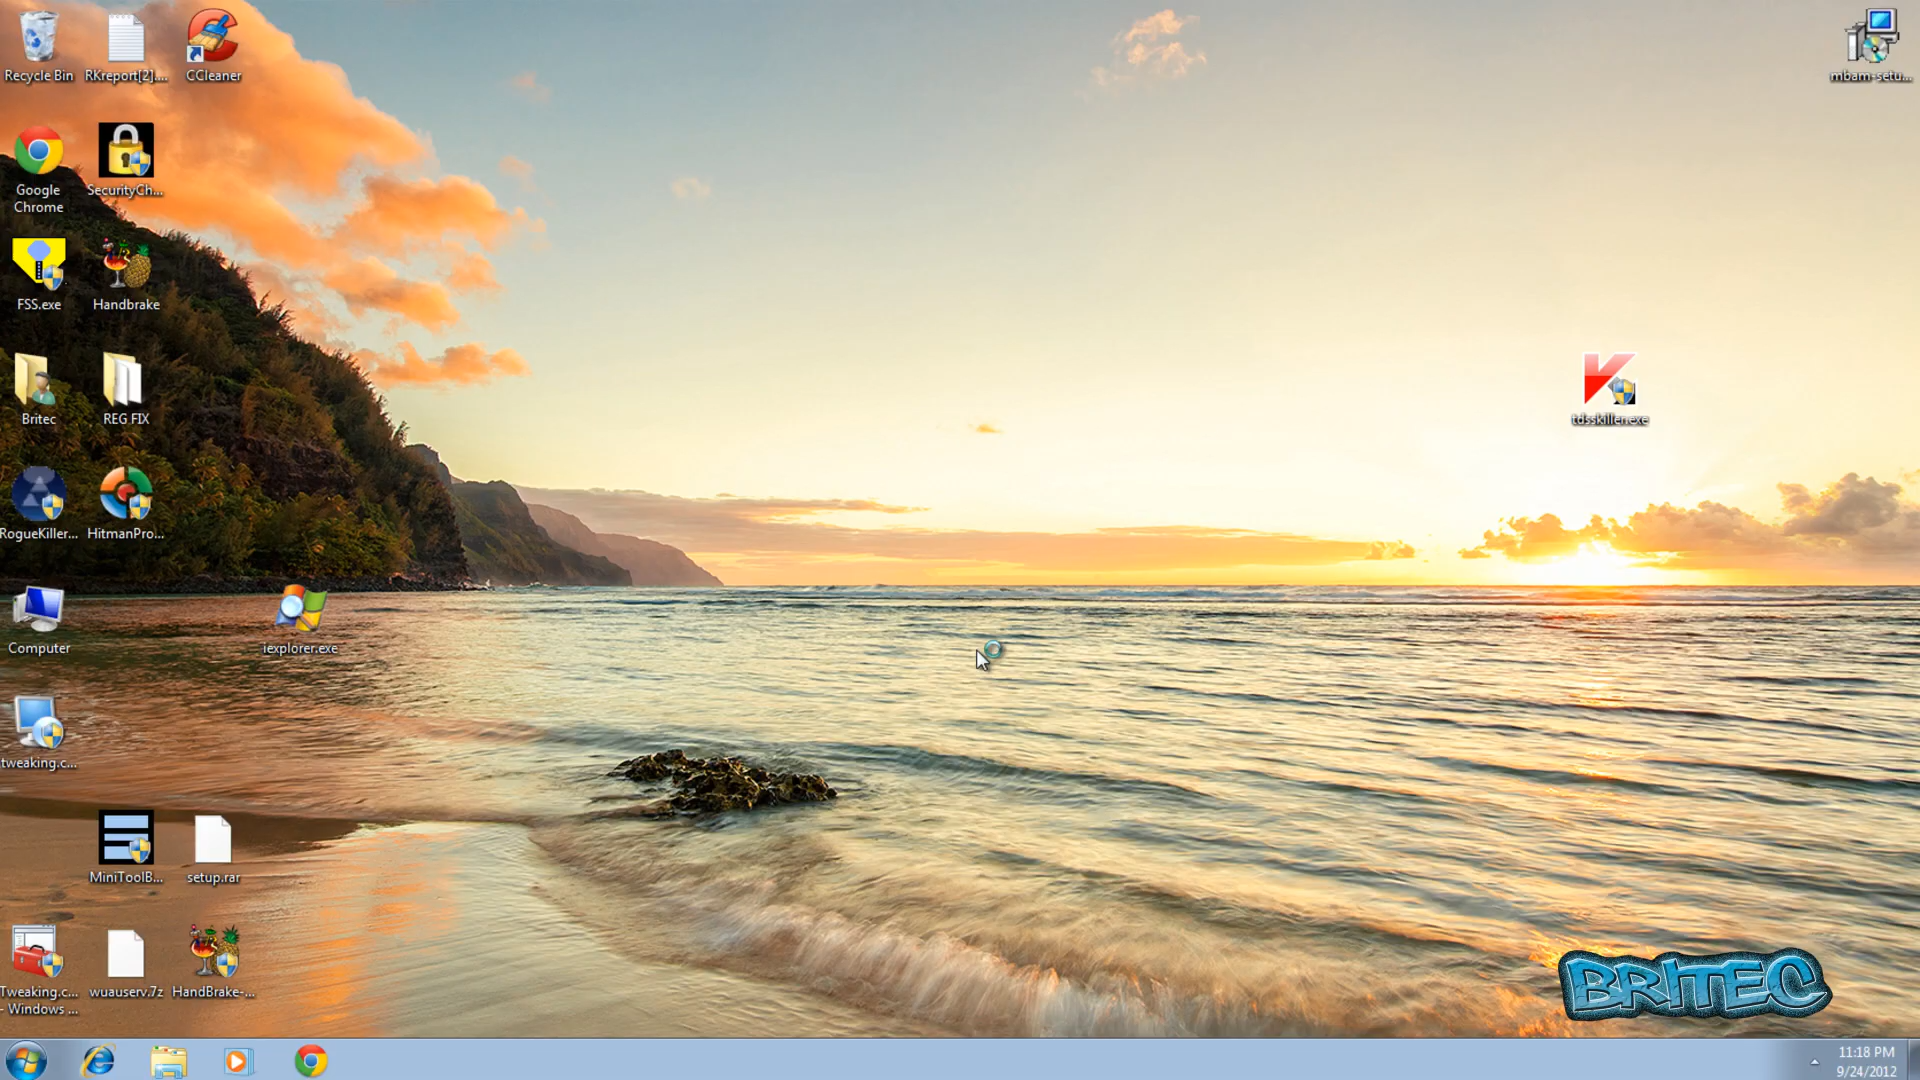 Recycle Bin
RKreport[2]....
CCleaner
mbam-setu...
Google
Chrome
SecurityCh...
FSS.exe
Handbrake
Britec
REG FIX
tdsskiller.exe
RogueKiller...
HitmanPro...
Computer
iexplorer.exe
tweaking.c...
MiniToolB...
setup.rar
Tweaking.c...
- Windows ...
wuauserv.7z
HandBrake-...
BRITEC
11:18 PM
9/24/2012